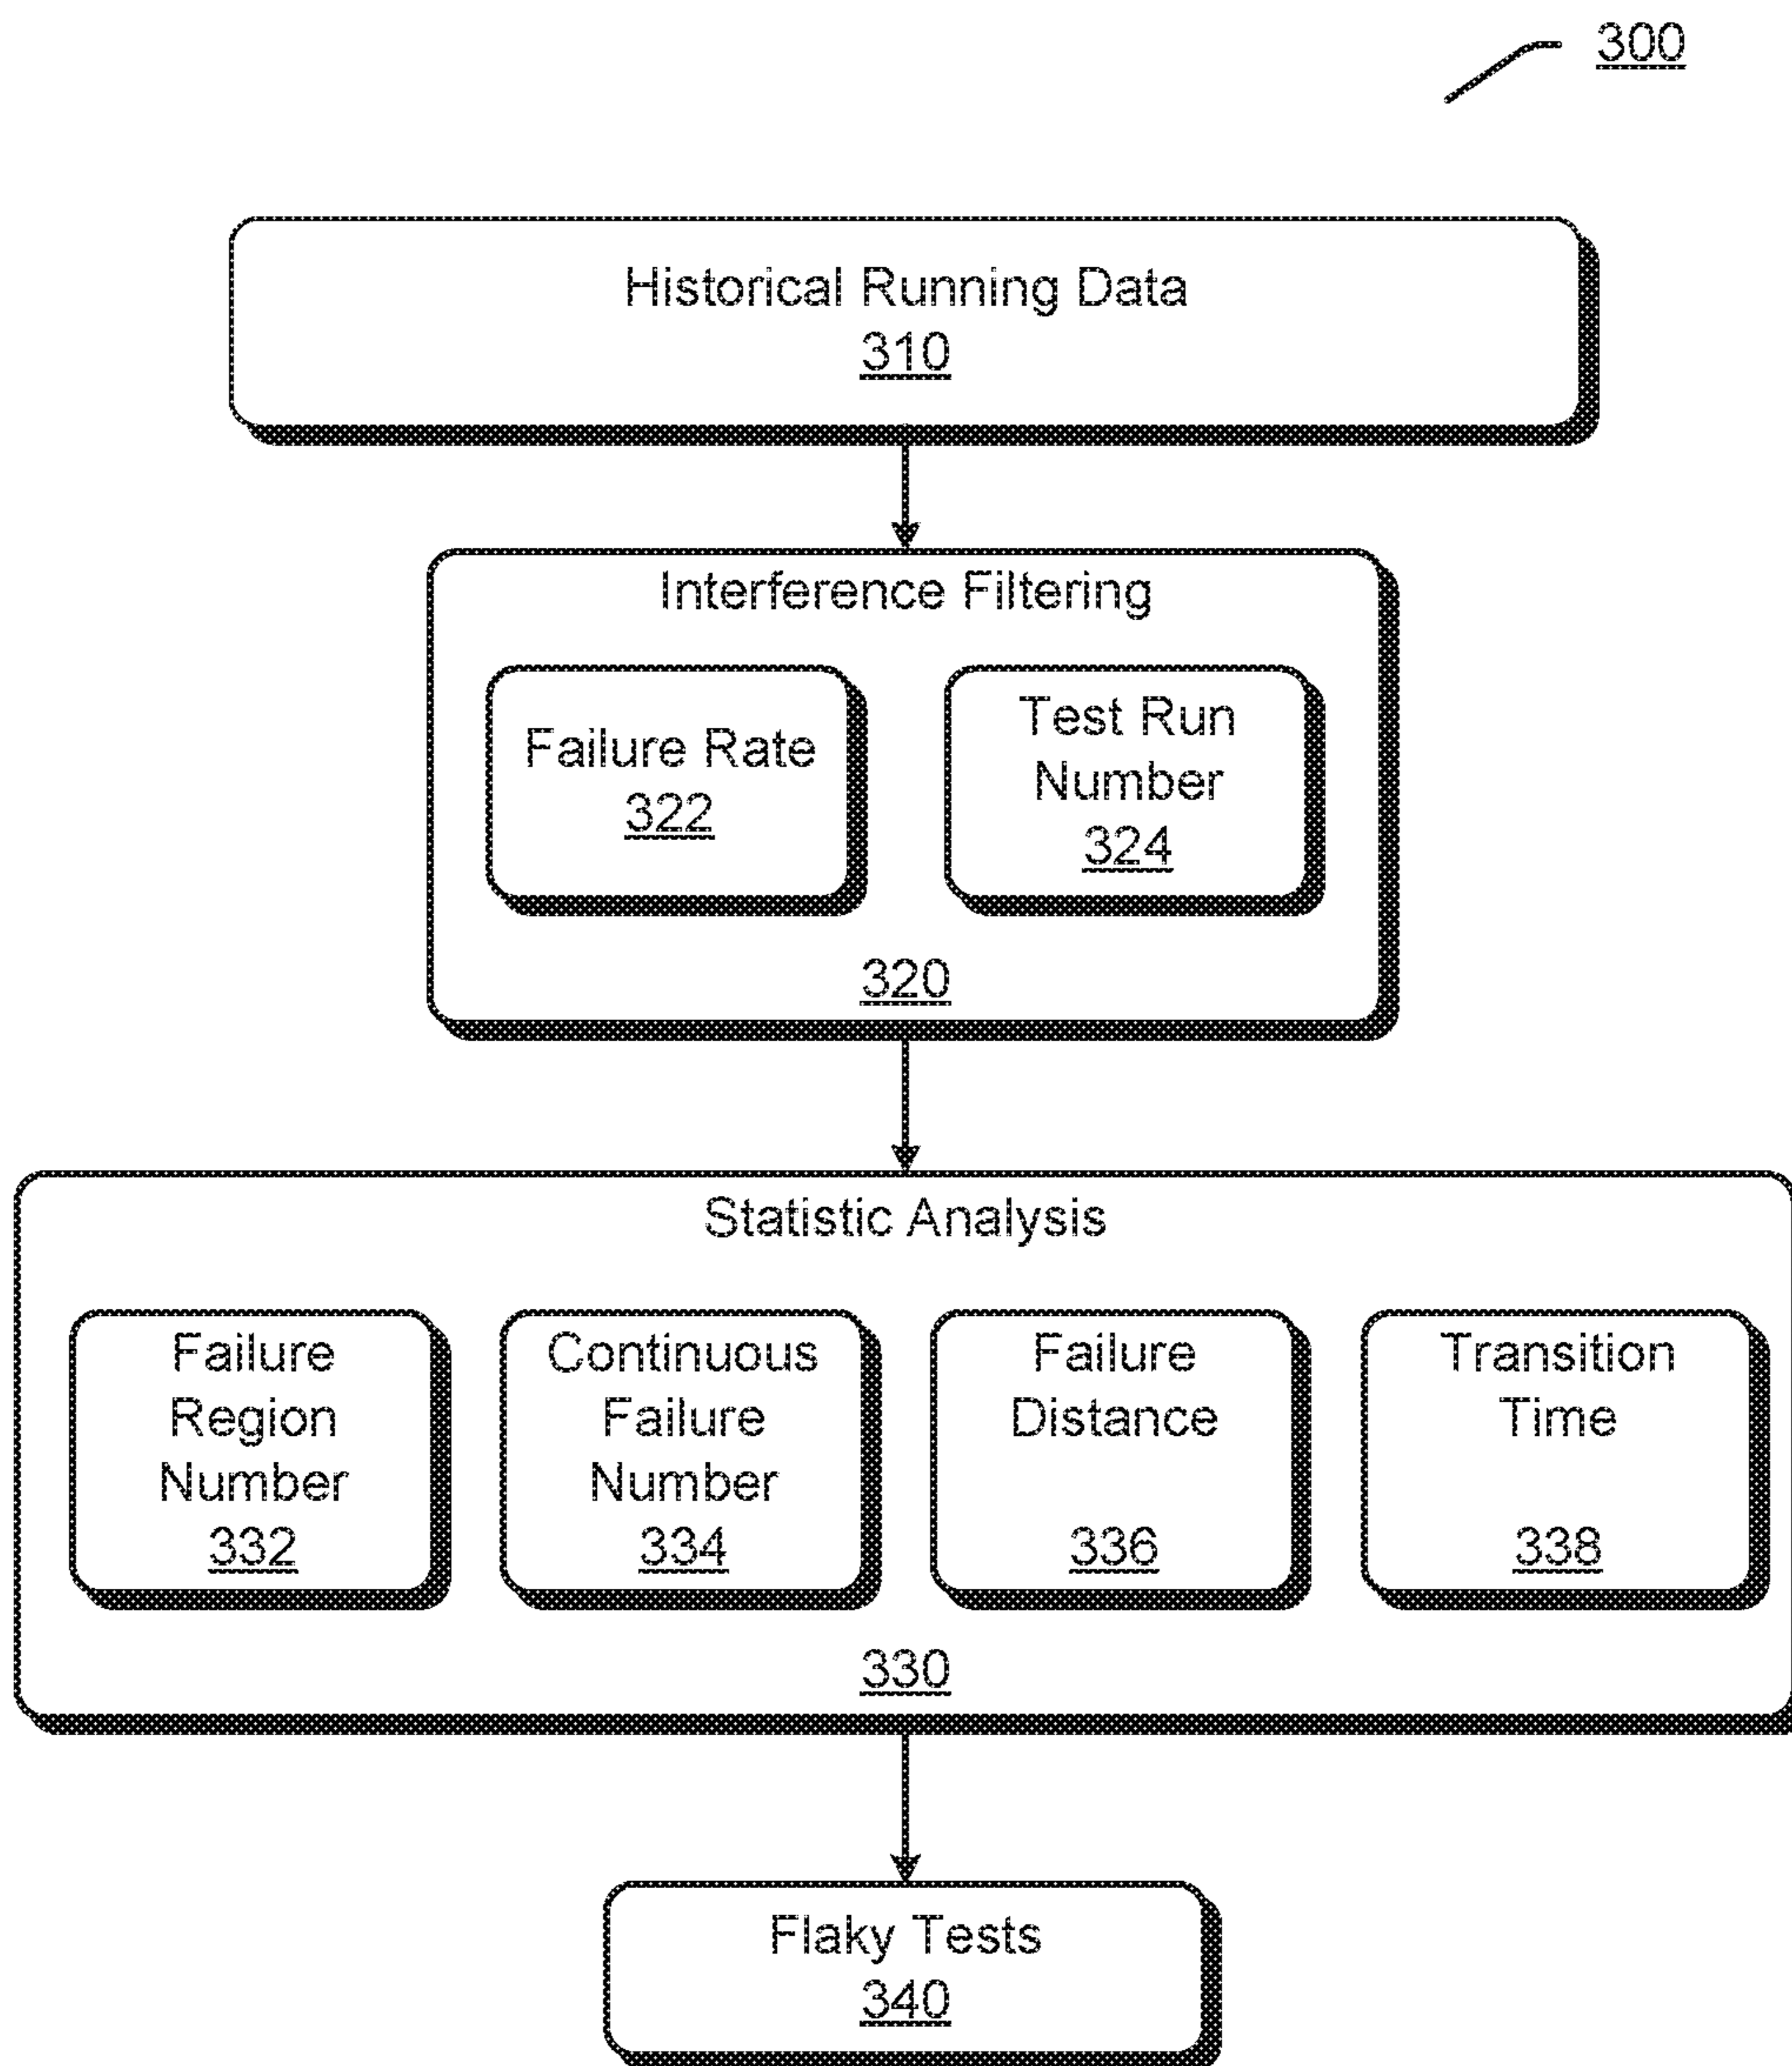 300
Historical Running Data
310
Interference Filtering
Failure Rate
322
Test Run
Number
324
320
Statistic Analysis
Failure
Region
Number
332
Continuous
Failure
Number
334
Failure
Distance
336
Transition
Time
338
330
Flaky Tests
340